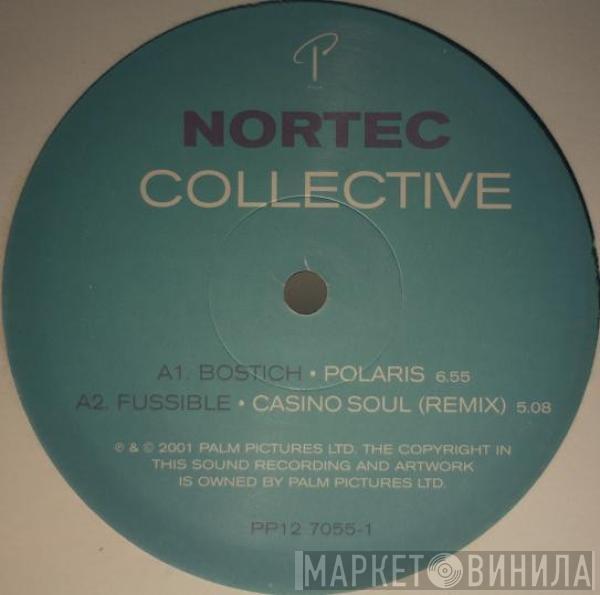 NORTEC
COLLECTIVE
A1. BOSTICH • POLARIS 6.55
A2. FUSSIBLE • CASINO SOUL (REMIX) 5.08
℗ & © 2001 PALM PICTURES LTD. THE COPYRIGHT IN
THIS SOUND RECORDING AND ARTWORK
IS OWNED BY PALM PICTURES LTD.
PP12 7055-1
МАРКЕТ ВИНИЛА